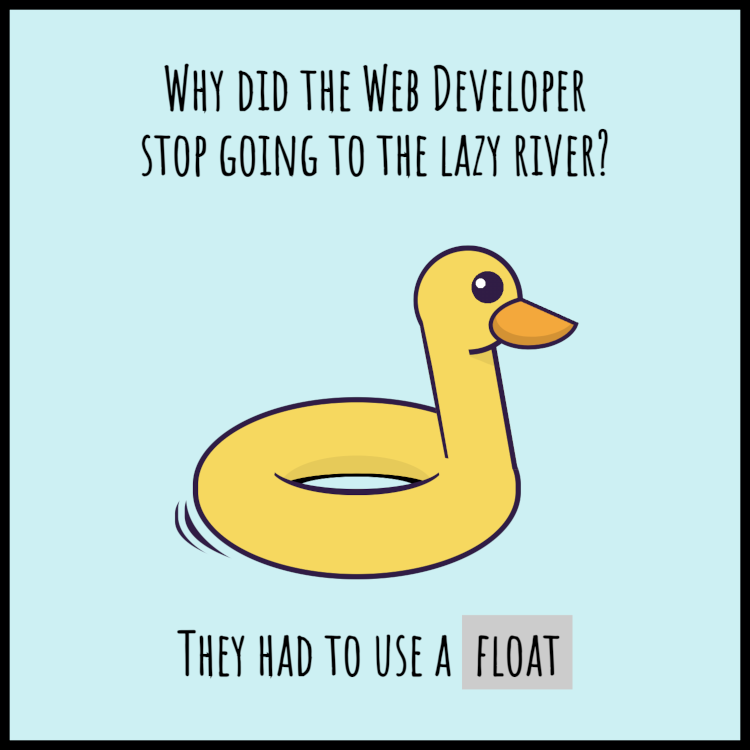 Why did the Web Developer
stop going to the lazy river?
They had to use a float